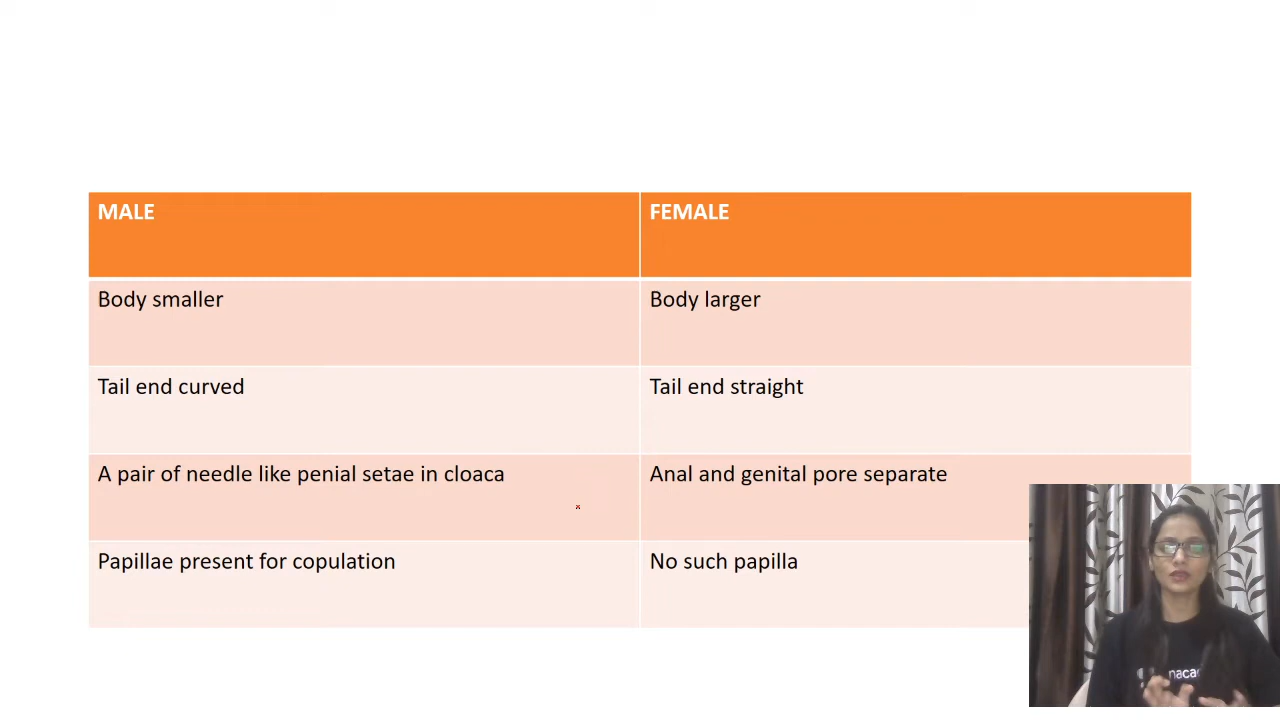 MALE
FEMALE
Body smaller
Body larger
Tail end curved
Tail end straight
A pair of needle like penial setae in cloaca
Anal and genital pore separate
Papillae present for copulation
No such papilla